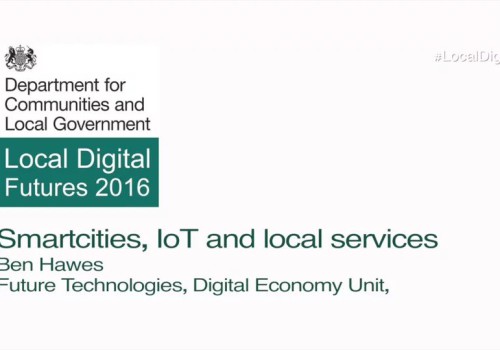 #LocalDig
Department for
Communities and
Local Government
Local Digital
Futures 2016
Smartcities, IoT and local services
Ben Hawes
Future Technologies, Digital Economy Unit,